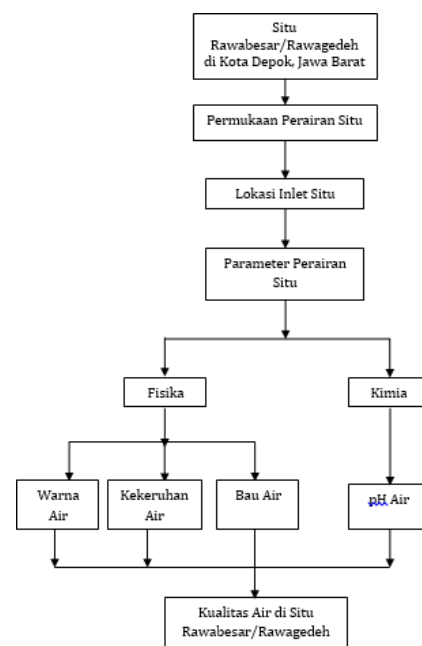 Situ
Rawabesar/Rawagedeh
di Kota Depok, Jawa Barat
Permukaan Perairan Situ
Lokasi Inlet Situ
Parameter Perairan
Situ
Fisika
Kimia
Warna
Air
Kekeruhan
Air
Bau Air
pH Air
Kualitas Air di Situ
Rawabesar/Rawagedeh